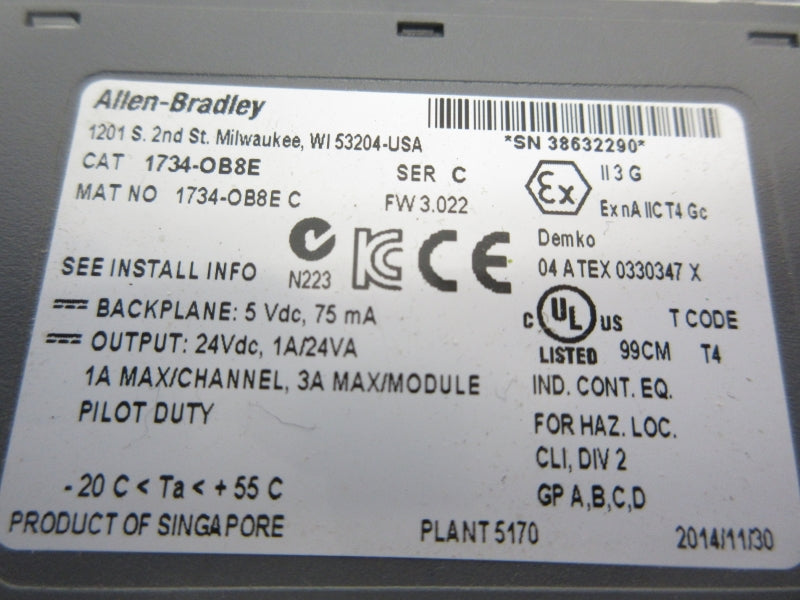 Allen-Bradley
1201 S. 2nd St. Milwaukee, WI 53204-USA
*SN 38632290*
CAT 1734-OB8E SER C
MAT NO 1734-OB8E C FW 3.022
Ex
II 3 G
Ex nA IIC T4 Gc
Demko
04 ATEX 0330347 X
SEE INSTALL INFO
N223
KC CE
BACKPLANE: 5 Vdc, 75 mA
OUTPUT: 24Vdc, 1A/24VA
1A MAX/CHANNEL, 3A MAX/MODULE
PILOT DUTY
C UL US T CODE
LISTED 99CM T4
IND. CONT. EQ.
FOR HAZ. LOC.
CLI, DIV 2
GP A,B,C,D
- 20 C < Ta < + 55 C
PRODUCT OF SINGAPORE
PLANT 5170
2014/11/30